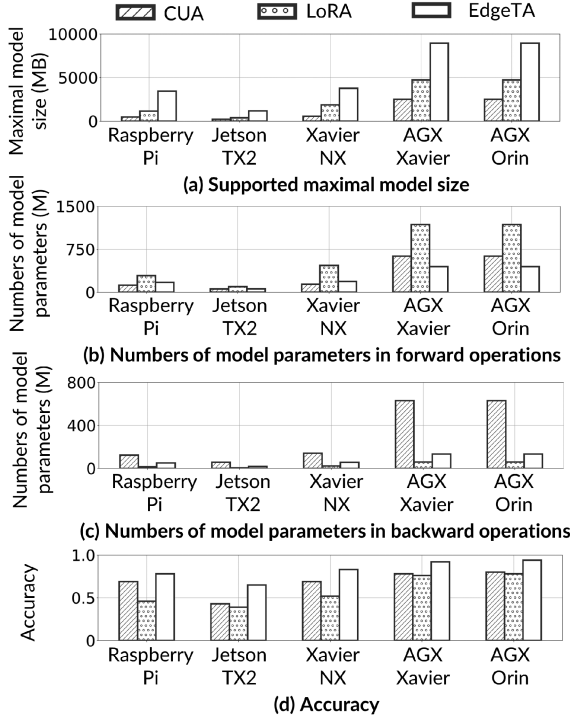 CUA LoRA EdgeTA
Maximal model
size (MB)
10000
5000
0
Raspberry Jetson Xavier AGX AGX
Pi TX2 NX Xavier Orin
(a) Supported maximal model size
Numbers of model
parameters (M)
1500
750
0
Raspberry Jetson Xavier AGX AGX
Pi TX2 NX Xavier Orin
(b) Numbers of model parameters in forward operations
Numbers of model
parameters (M)
800
400
0
Raspberry Jetson Xavier AGX AGX
Pi TX2 NX Xavier Orin
(c) Numbers of model parameters in backward operations
Accuracy
1.0
0.5
0
Raspberry Jetson Xavier AGX AGX
Pi TX2 NX Xavier Orin
(d) Accuracy